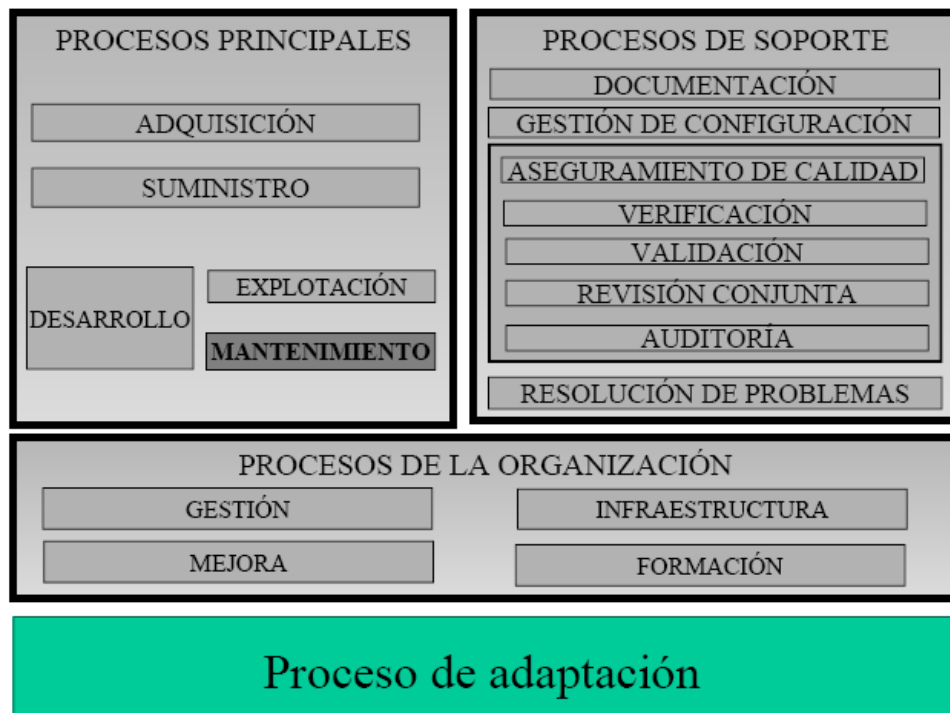 PROCESOS PRINCIPALES
ADQUISICIÓN
SUMINISTRO
DESARROLLO
EXPLOTACIÓN
MANTENIMIENTO
PROCESOS DE SOPORTE
DOCUMENTACIÓN
GESTIÓN DE CONFIGURACIÓN
ASEGURAMIENTO DE CALIDAD
VERIFICACIÓN
VALIDACIÓN
REVISIÓN CONJUNTA
AUDITORÍA
RESOLUCIÓN DE PROBLEMAS
PROCESOS DE LA ORGANIZACIÓN
GESTIÓN
INFRAESTRUCTURA
MEJORA
FORMACIÓN
Proceso de adaptación